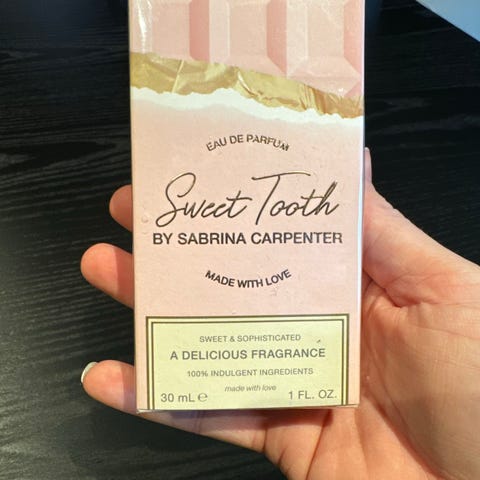 EAU DE PARFUM
Sweet Tooth
BY SABRINA CARPENTER
MADE WITH LOVE
SWEET & SOPHISTICATED
A DELICIOUS FRAGRANCE
100% INDULGENT INGREDIENTS
made with love
30 mL ℮ 1 FL. OZ.